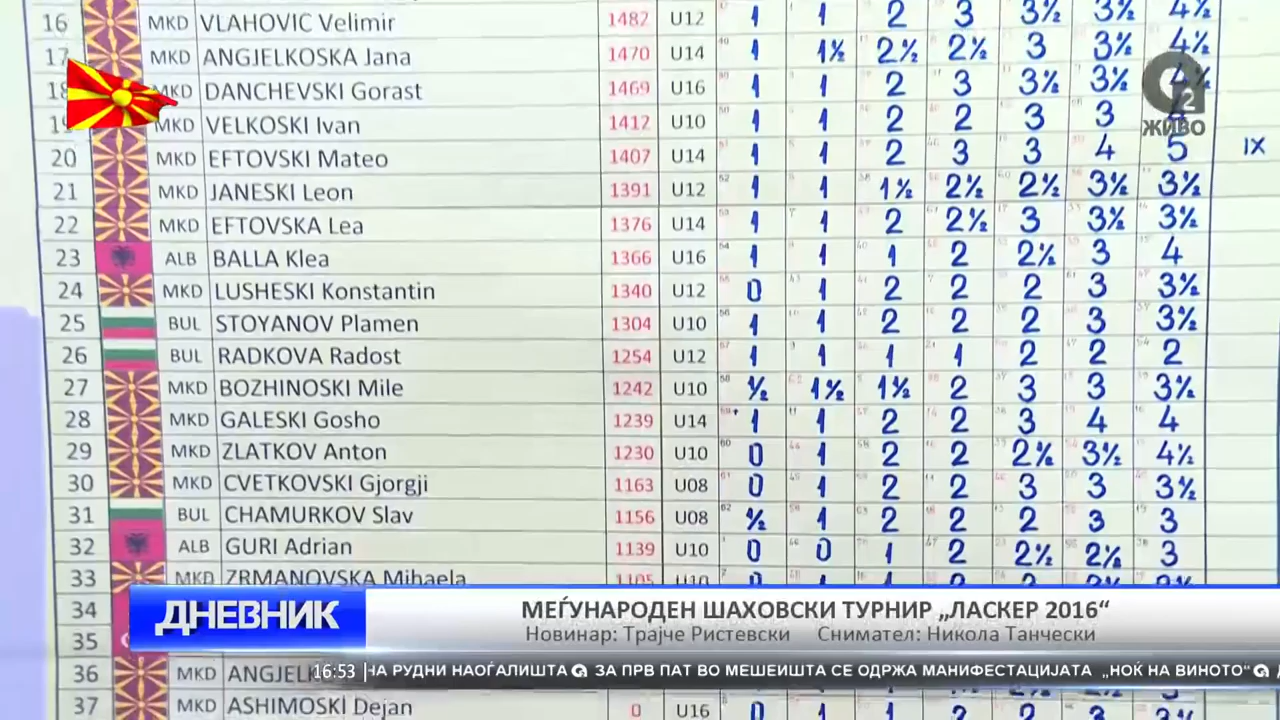 16 MKD VLAHOVIC Velimir 1482 U12 1 1 2 3 3½ 3½ 4½
17 MKD ANGJELKOSKA Jana 1470 U14 1 1½ 2½ 2½ 3 3½ 4½
18 MKD DANCHEVSKI Gorast 1469 U16 1 1 2 3 3½ 3½ 4½
19 MKD VELKOSKI Ivan 1412 U10 1 1 2 2 3 3 4
20 MKD EFTOVSKI Mateo 1407 U14 1 1 2 3 3 4 5 IX
21 MKD JANESKI Leon 1391 U12 1 1 1½ 2½ 2½ 3½ 3½
22 MKD EFTOVSKA Lea 1376 U14 1 1 2 2½ 3 3½ 3½
23 ALB BALLA Klea 1366 U16 1 1 1 2 2½ 3 4
24 MKD LUSHESKI Konstantin 1340 U12 0 1 2 2 2 3 3½
25 BUL STOYANOV Plamen 1304 U10 1 1 2 2 2 3 3½
26 BUL RADKOVA Radost 1254 U12 1 1 1 1 2 2 2
27 MKD BOZHINOSKI Mile 1242 U10 ½ 1½ 1½ 2 3 3 3½
28 MKD GALESKI Gosho 1239 U14 1 1 2 2 3 4 4
29 MKD ZLATKOV Anton 1230 U10 0 1 2 2 2½ 3½ 4½
30 MKD CVETKOVSKI Gjorgji 1163 U08 0 1 2 2 3 3 3½
31 BUL CHAMURKOV Slav 1156 U08 ½ 1 2 2 2 3 3
32 ALB GURI Adrian 1139 U10 0 0 1 2 2½ 2½ 3
33 MKD ZRMANOVSKA Mihaela 1105 U10
34
35
36 MKD
37 MKD ASHIMOSKI Dejan 0 U16 0 1 1 2 2
12
ЖИВО
ДНЕВНИК
МЕЃУНАРОДЕН ШАХОВСКИ ТУРНИР „ЛАСКЕР 2016“
Новинар: Трајче Ристевски Снимател: Никола Танчески
16:53 НА РУДНИ НАОЃАЛИШТА ЗА ПРВ ПАТ ВО МЕШЕИШТА СЕ ОДРЖА МАНИФЕСТАЦИЈАТА „НОЌ НА ВИНОТО“